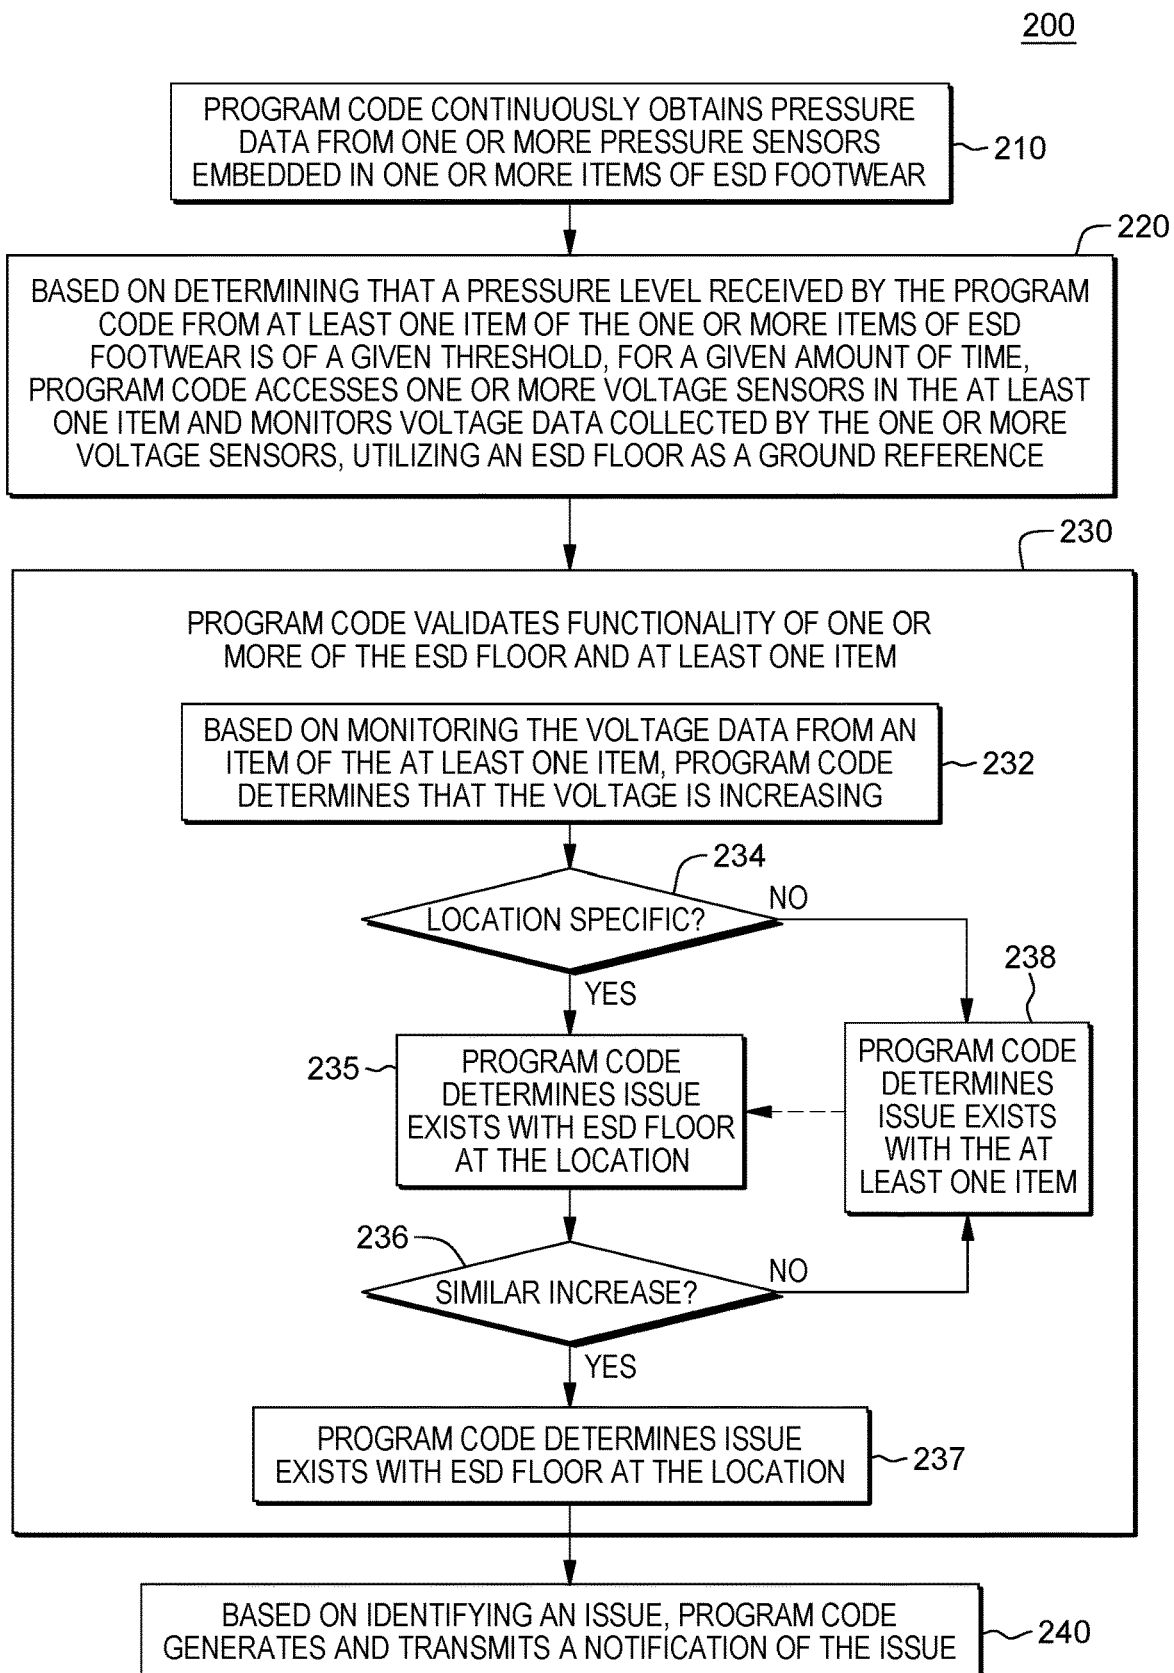 200
PROGRAM CODE CONTINUOUSLY OBTAINS PRESSURE
DATA FROM ONE OR MORE PRESSURE SENSORS
EMBEDDED IN ONE OR MORE ITEMS OF ESD FOOTWEAR
210
220
BASED ON DETERMINING THAT A PRESSURE LEVEL RECEIVED BY THE PROGRAM
CODE FROM AT LEAST ONE ITEM OF THE ONE OR MORE ITEMS OF ESD
FOOTWEAR IS OF A GIVEN THRESHOLD, FOR A GIVEN AMOUNT OF TIME,
PROGRAM CODE ACCESSES ONE OR MORE VOLTAGE SENSORS IN THE AT LEAST
ONE ITEM AND MONITORS VOLTAGE DATA COLLECTED BY THE ONE OR MORE
VOLTAGE SENSORS, UTILIZING AN ESD FLOOR AS A GROUND REFERENCE
230
PROGRAM CODE VALIDATES FUNCTIONALITY OF ONE OR
MORE OF THE ESD FLOOR AND AT LEAST ONE ITEM
BASED ON MONITORING THE VOLTAGE DATA FROM AN
ITEM OF THE AT LEAST ONE ITEM, PROGRAM CODE
DETERMINES THAT THE VOLTAGE IS INCREASING
232
234
LOCATION SPECIFIC?
NO
YES
238
235
PROGRAM CODE
DETERMINES ISSUE
EXISTS WITH ESD FLOOR
AT THE LOCATION
PROGRAM CODE
DETERMINES
ISSUE EXISTS
WITH THE AT
LEAST ONE ITEM
236
SIMILAR INCREASE?
NO
YES
PROGRAM CODE DETERMINES ISSUE
EXISTS WITH ESD FLOOR AT THE LOCATION
237
BASED ON IDENTIFYING AN ISSUE, PROGRAM CODE
GENERATES AND TRANSMITS A NOTIFICATION OF THE ISSUE
240